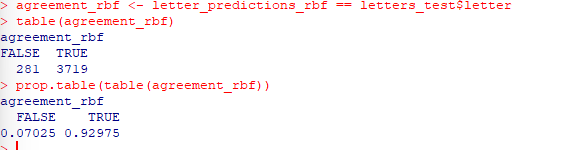 > agreement_rbf <- letter_predictions_rbf == letters_test$letter
> table(agreement_rbf)
agreement_rbf
FALSE  TRUE
  281  3719
> prop.table(table(agreement_rbf))
agreement_rbf
  FALSE    TRUE
0.07025 0.92975
>